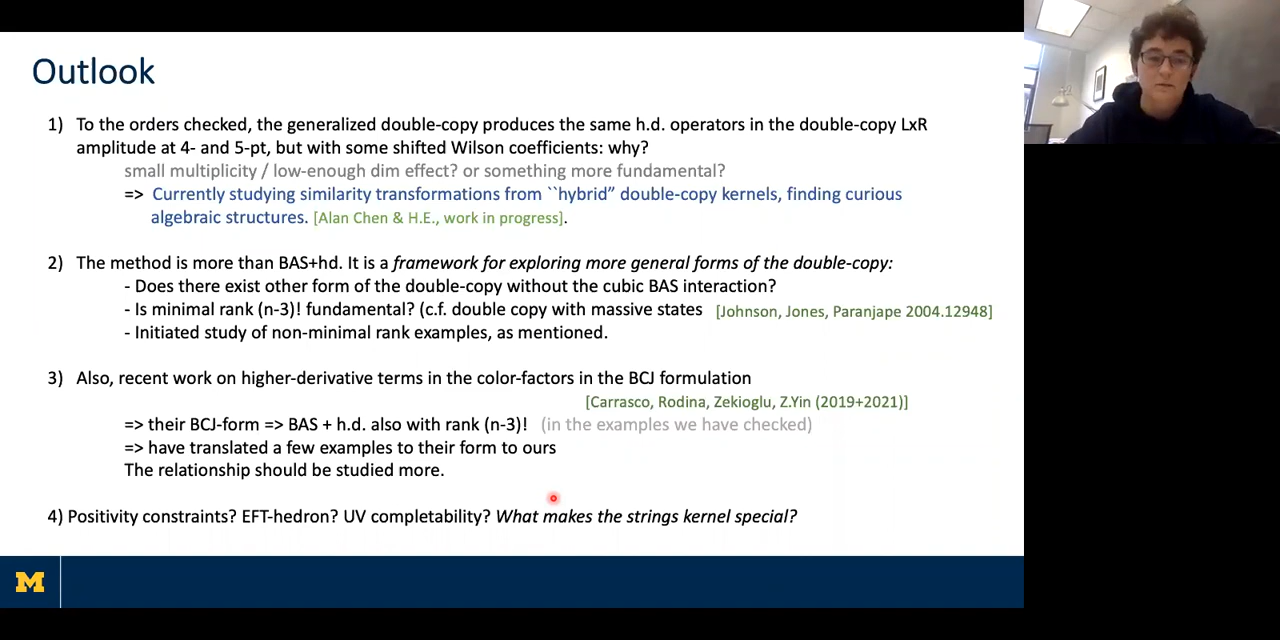 Outlook
1) To the orders checked, the generalized double-copy produces the same h.d. operators in the double-copy LxR
amplitude at 4- and 5-pt, but with some shifted Wilson coefficients: why?
small multiplicity / low-enough dim effect? or something more fundamental?
=> Currently studying similarity transformations from ``hybrid” double-copy kernels, finding curious
algebraic structures. [Alan Chen & H.E., work in progress].
2) The method is more than BAS+hd. It is a framework for exploring more general forms of the double-copy:
- Does there exist other form of the double-copy without the cubic BAS interaction?
- Is minimal rank (n-3)! fundamental? (c.f. double copy with massive states [Johnson, Jones, Paranjape 2004.12948]
- Initiated study of non-minimal rank examples, as mentioned.
3) Also, recent work on higher-derivative terms in the color-factors in the BCJ formulation
[Carrasco, Rodina, Zekioglu, Z.Yin (2019+2021)]
=> their BCJ-form => BAS + h.d. also with rank (n-3)! (in the examples we have checked)
=> have translated a few examples to their form to ours
The relationship should be studied more.
4) Positivity constraints? EFT-hedron? UV completability? What makes the strings kernel special?
M